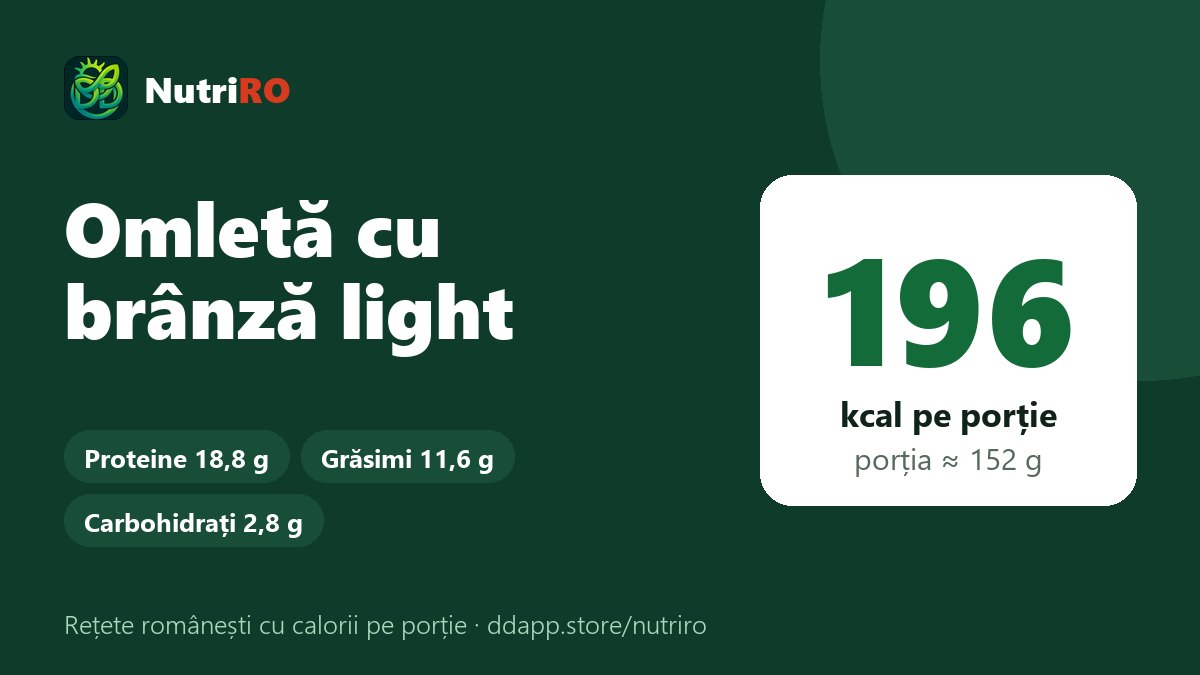 NutriRO
Omletă cu
brânză light
Proteine 18,8 g
Grăsimi 11,6 g
Carbohidrați 2,8 g
196
kcal pe porție
porția ≈ 152 g
Rețete românești cu calorii pe porție · ddapp.store/nutriro